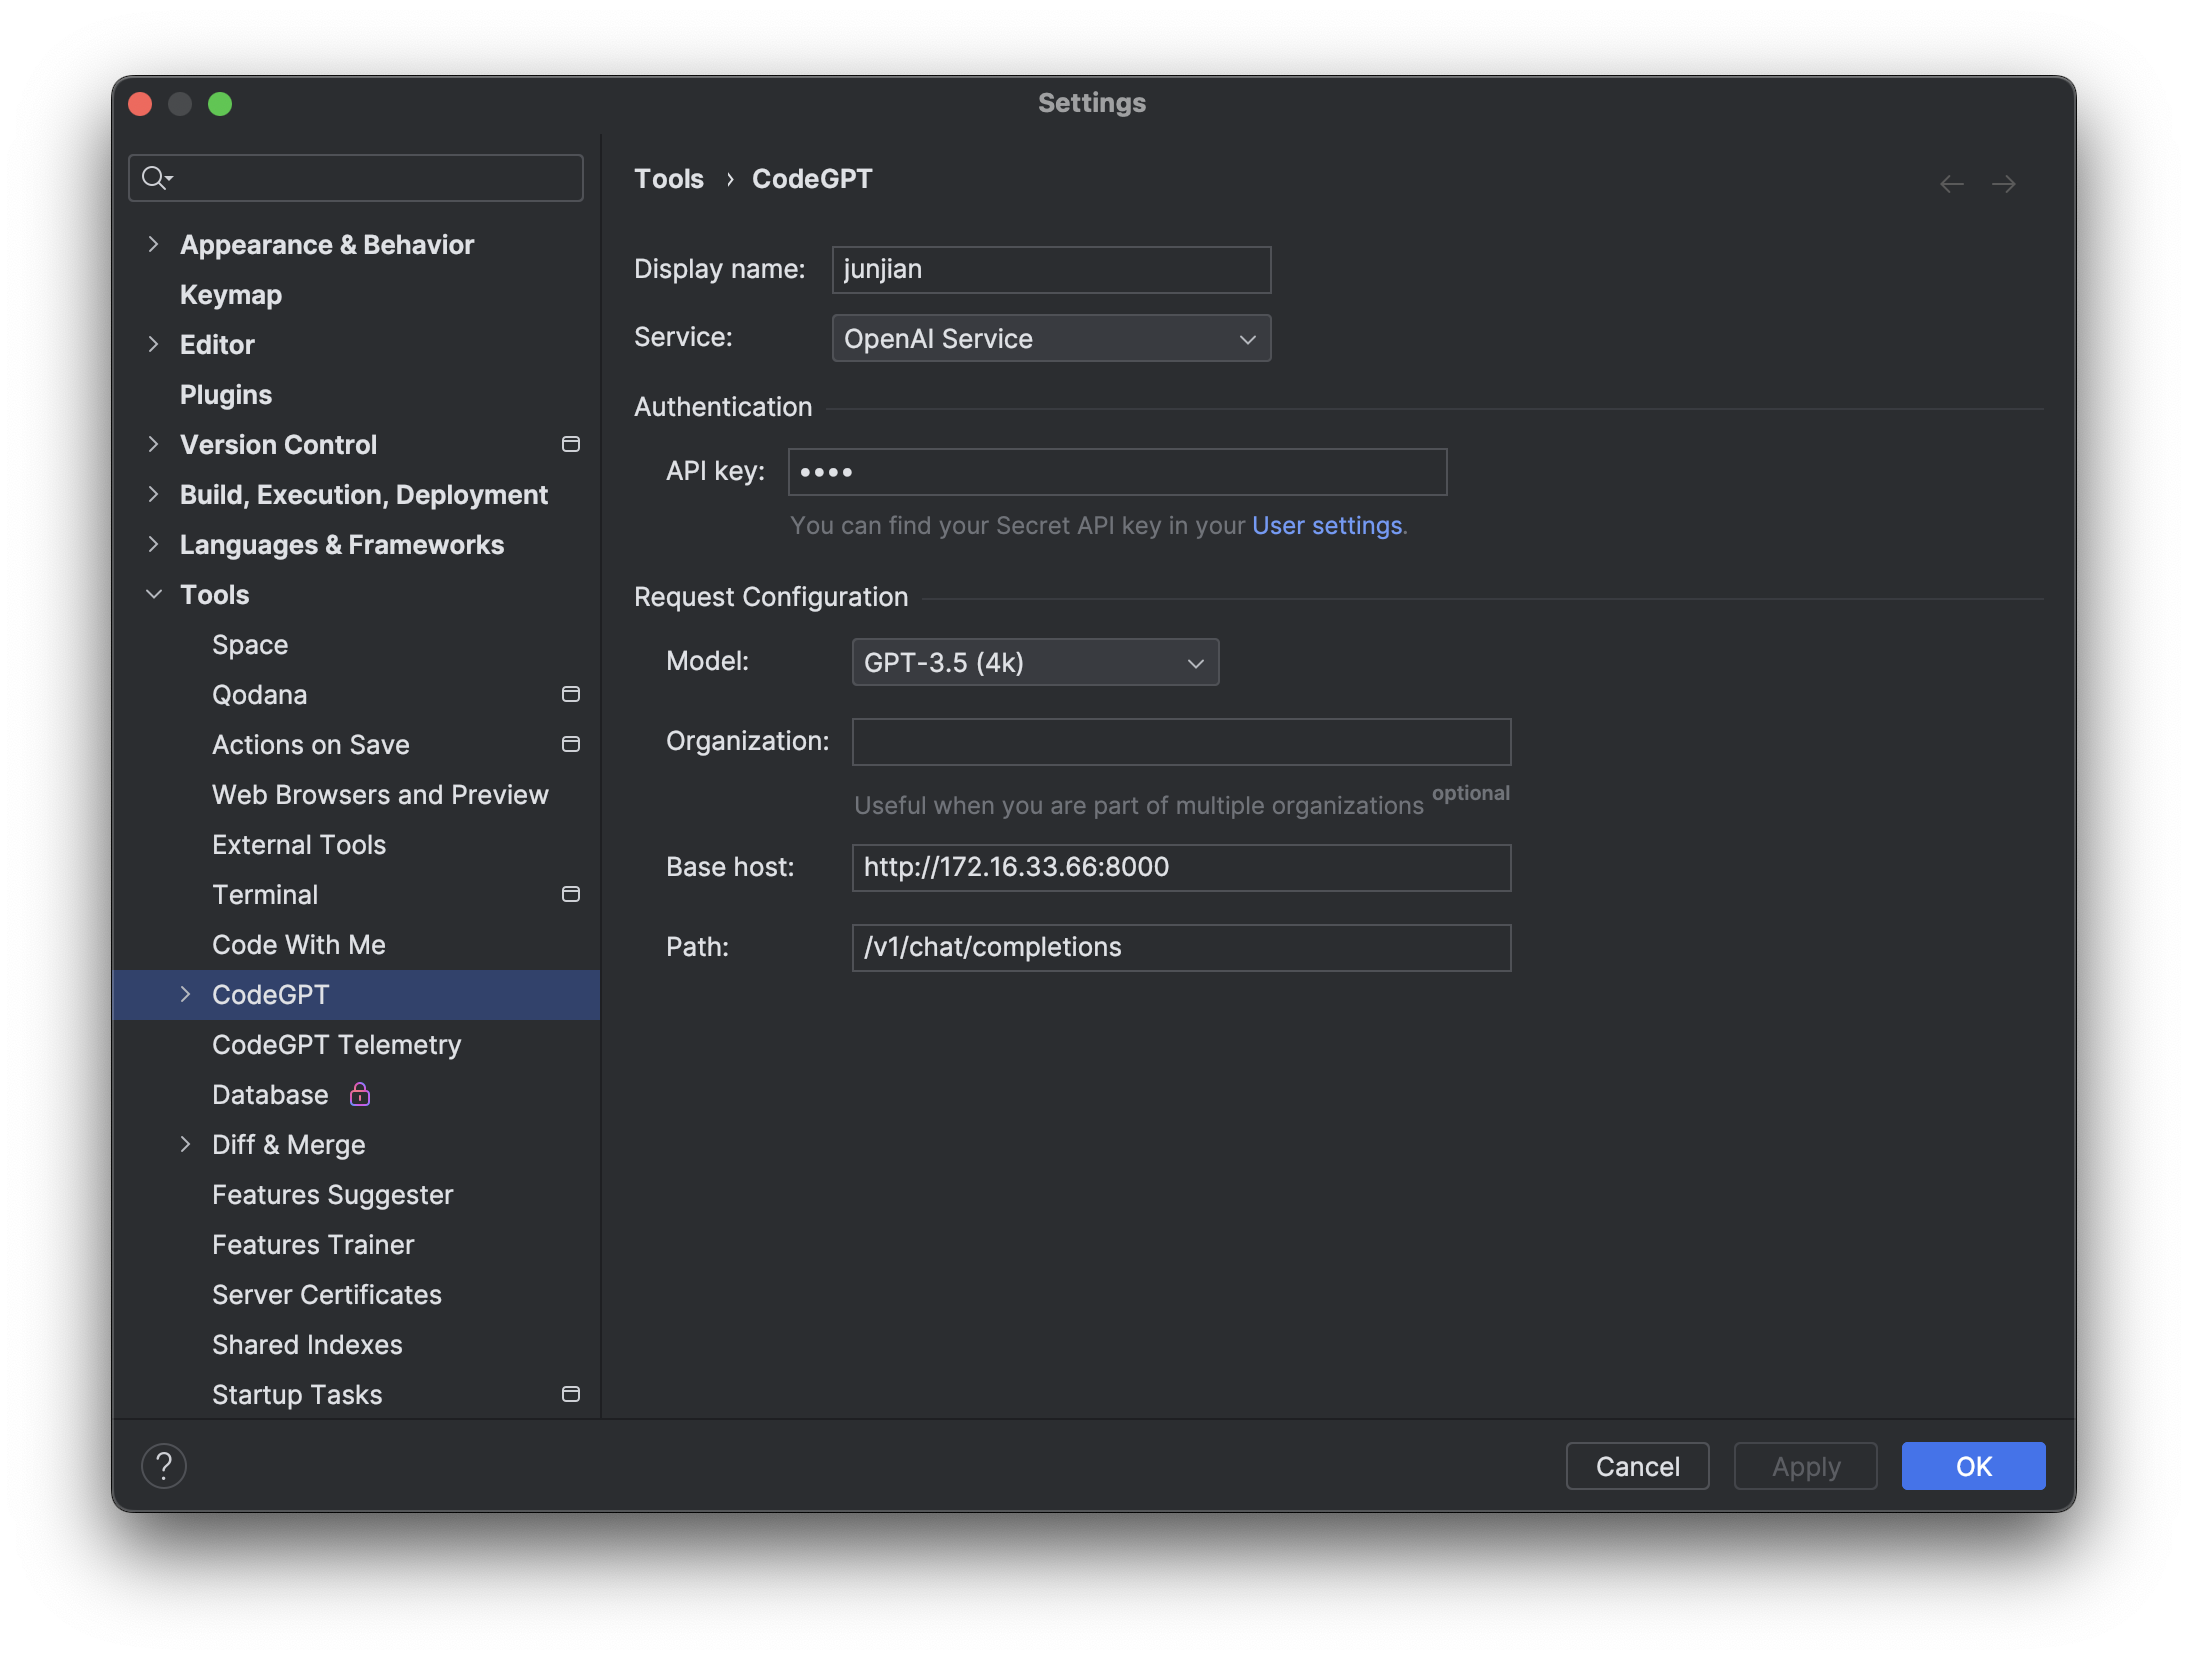 Settings
Appearance & Behavior
Keymap
Editor
Plugins
Version Control
Build, Execution, Deployment
Languages & Frameworks
Tools
Space
Qodana
Actions on Save
Web Browsers and Preview
External Tools
Terminal
Code With Me
CodeGPT
CodeGPT Telemetry
Database
Diff & Merge
Features Suggester
Features Trainer
Server Certificates
Shared Indexes
Startup Tasks
Tools › CodeGPT
Display name: junjian
Service: OpenAI Service
Authentication
API key: ••••
You can find your Secret API key in your User settings.
Request Configuration
Model: GPT-3.5 (4k)
Organization:
Useful when you are part of multiple organizations optional
Base host: http://172.16.33.66:8000
Path: /v1/chat/completions
?
Cancel Apply OK